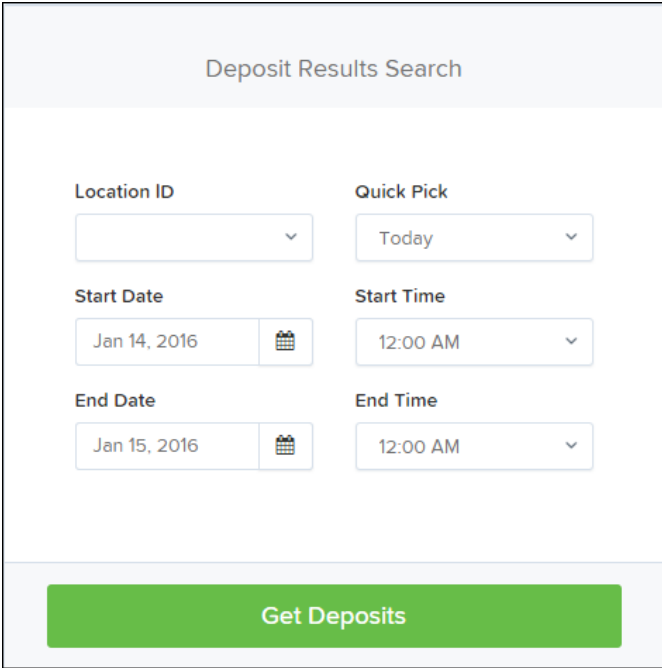 Deposit Results Search
Location ID Quick Pick
Today
Start Date Start Time
Jan 14, 2016 12:00 AM
End Date End Time
Jan 15, 2016 12:00 AM
Get Deposits